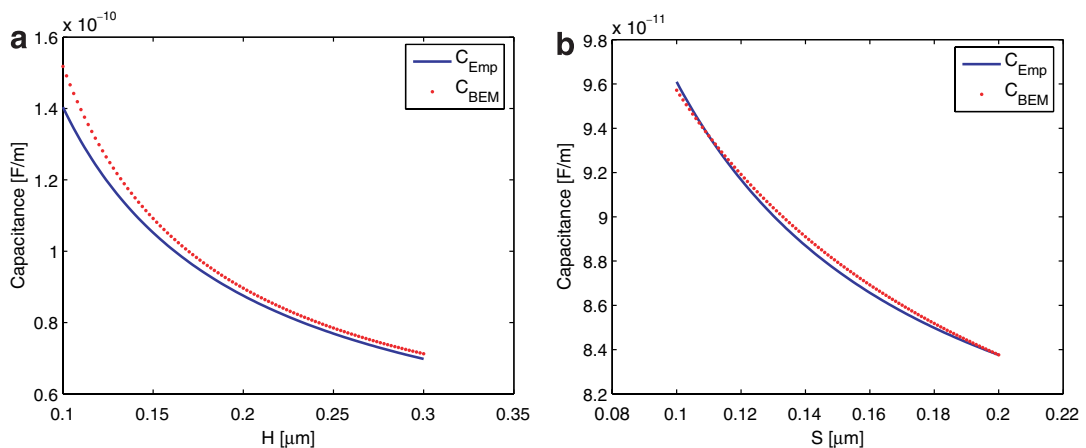 a
x 10⁻¹⁰
1.6
1.4
1.2
1
0.8
0.6
0.1
0.15
0.2
0.25
0.3
0.35
Capacitance [F/m]
H [μm]
C_Emp
C_BEM
b
x 10⁻¹¹
9.8
9.6
9.4
9.2
9
8.8
8.6
8.4
8.2
0.08
0.1
0.12
0.14
0.16
0.18
0.2
0.22
Capacitance [F/m]
S [μm]
C_Emp
C_BEM